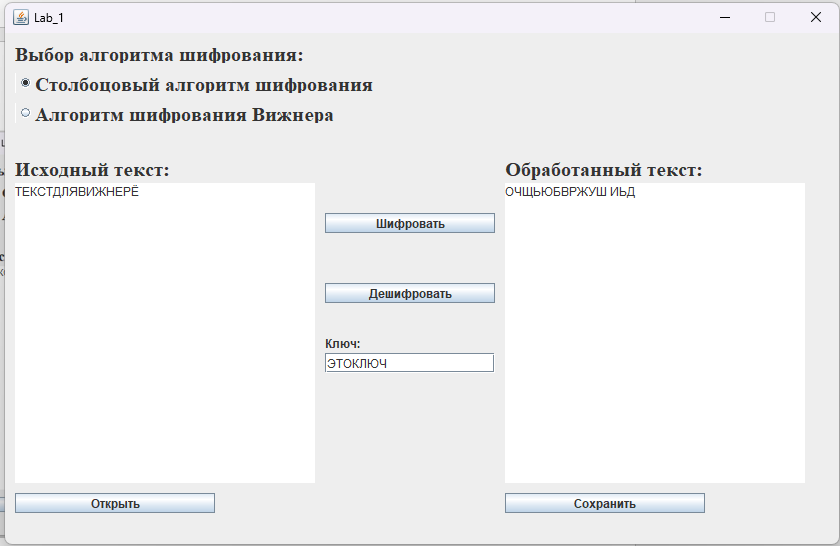 Lab_1
Выбор алгоритма шифрования:
Столбцовый алгоритм шифрования
Алгоритм шифрования Вижнера
Исходный текст:
Обработанный текст:
ТЕКСТДЛЯВИЖНЕРЁ
ОЧЩЬЮБВРЖУШ ИЬД
Шифровать
Дешифровать
Ключ:
ЭТОКЛЮЧ
Открыть
Сохранить